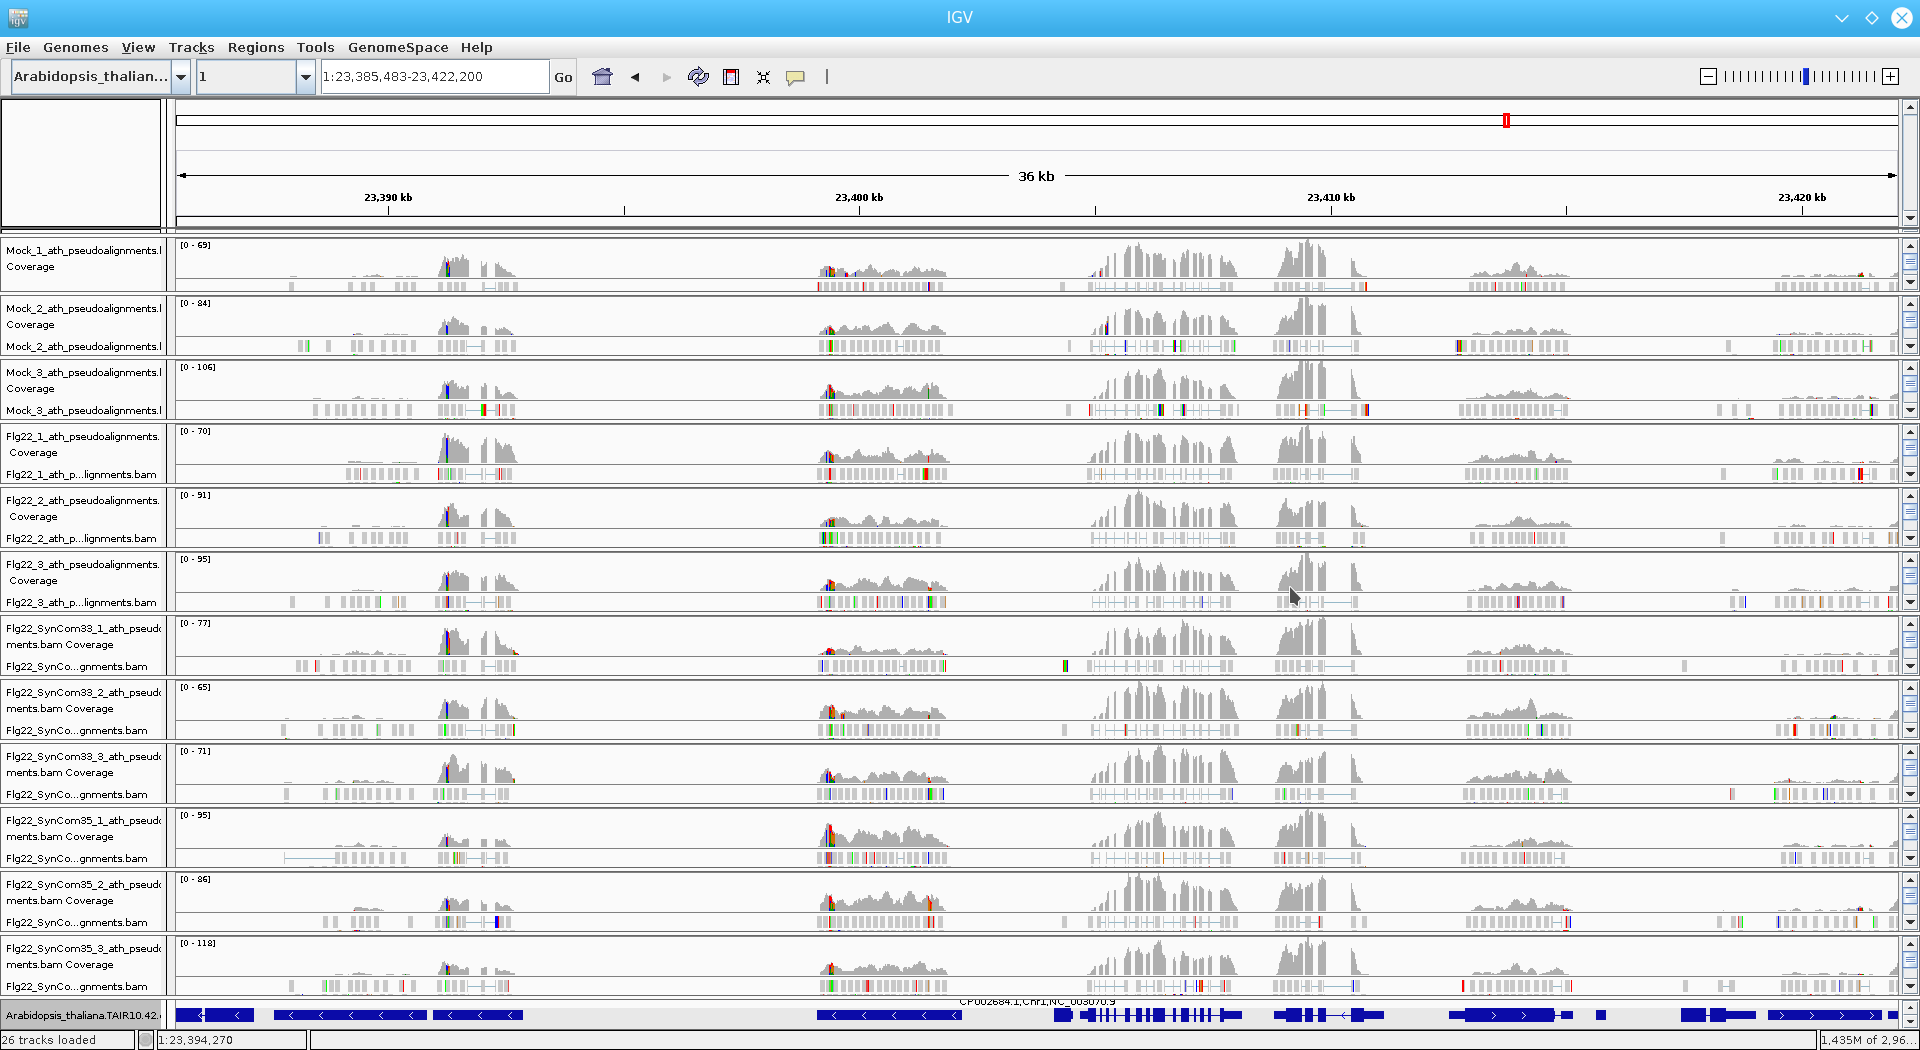 IGV
File Genomes View Tracks Regions Tools GenomeSpace Help
Arabidopsis_thalian... 1 1:23,385,483-23,422,200 Go
36 kb
23,390 kb 23,400 kb 23,410 kb 23,420 kb
[0 - 69]
Mock_1_ath_pseudoalignments.
Coverage
[0 - 84]
Mock_2_ath_pseudoalignments.
Coverage
Mock_2_ath_pseudoalignments.
[0 - 106]
Mock_3_ath_pseudoalignments.
Coverage
Mock_3_ath_pseudoalignments.
[0 - 70]
Flg22_1_ath_pseudoalignments.
Coverage
Flg22_1_ath_p...lignments.bam
[0 - 91]
Flg22_2_ath_pseudoalignments.
Coverage
Flg22_2_ath_p...lignments.bam
[0 - 95]
Flg22_3_ath_pseudoalignments.
Coverage
Flg22_3_ath_p...lignments.bam
[0 - 77]
Flg22_SynCom33_1_ath_pseudo
ments.bam Coverage
Flg22_SynCo...gnments.bam
[0 - 65]
Flg22_SynCom33_2_ath_pseudo
ments.bam Coverage
Flg22_SynCo...gnments.bam
[0 - 71]
Flg22_SynCom33_3_ath_pseudo
ments.bam Coverage
Flg22_SynCo...gnments.bam
[0 - 95]
Flg22_SynCom35_1_ath_pseudo
ments.bam Coverage
Flg22_SynCo...gnments.bam
[0 - 86]
Flg22_SynCom35_2_ath_pseudo
ments.bam Coverage
Flg22_SynCo...gnments.bam
[0 - 118]
Flg22_SynCom35_3_ath_pseudo
ments.bam Coverage
Flg22_SynCo...gnments.bam
CP002684.1,Chr1,NC_003070.9
Arabidopsis_thaliana.TAIR10.42.
26 tracks loaded 1:23,394,270 1,435M of 2,96...